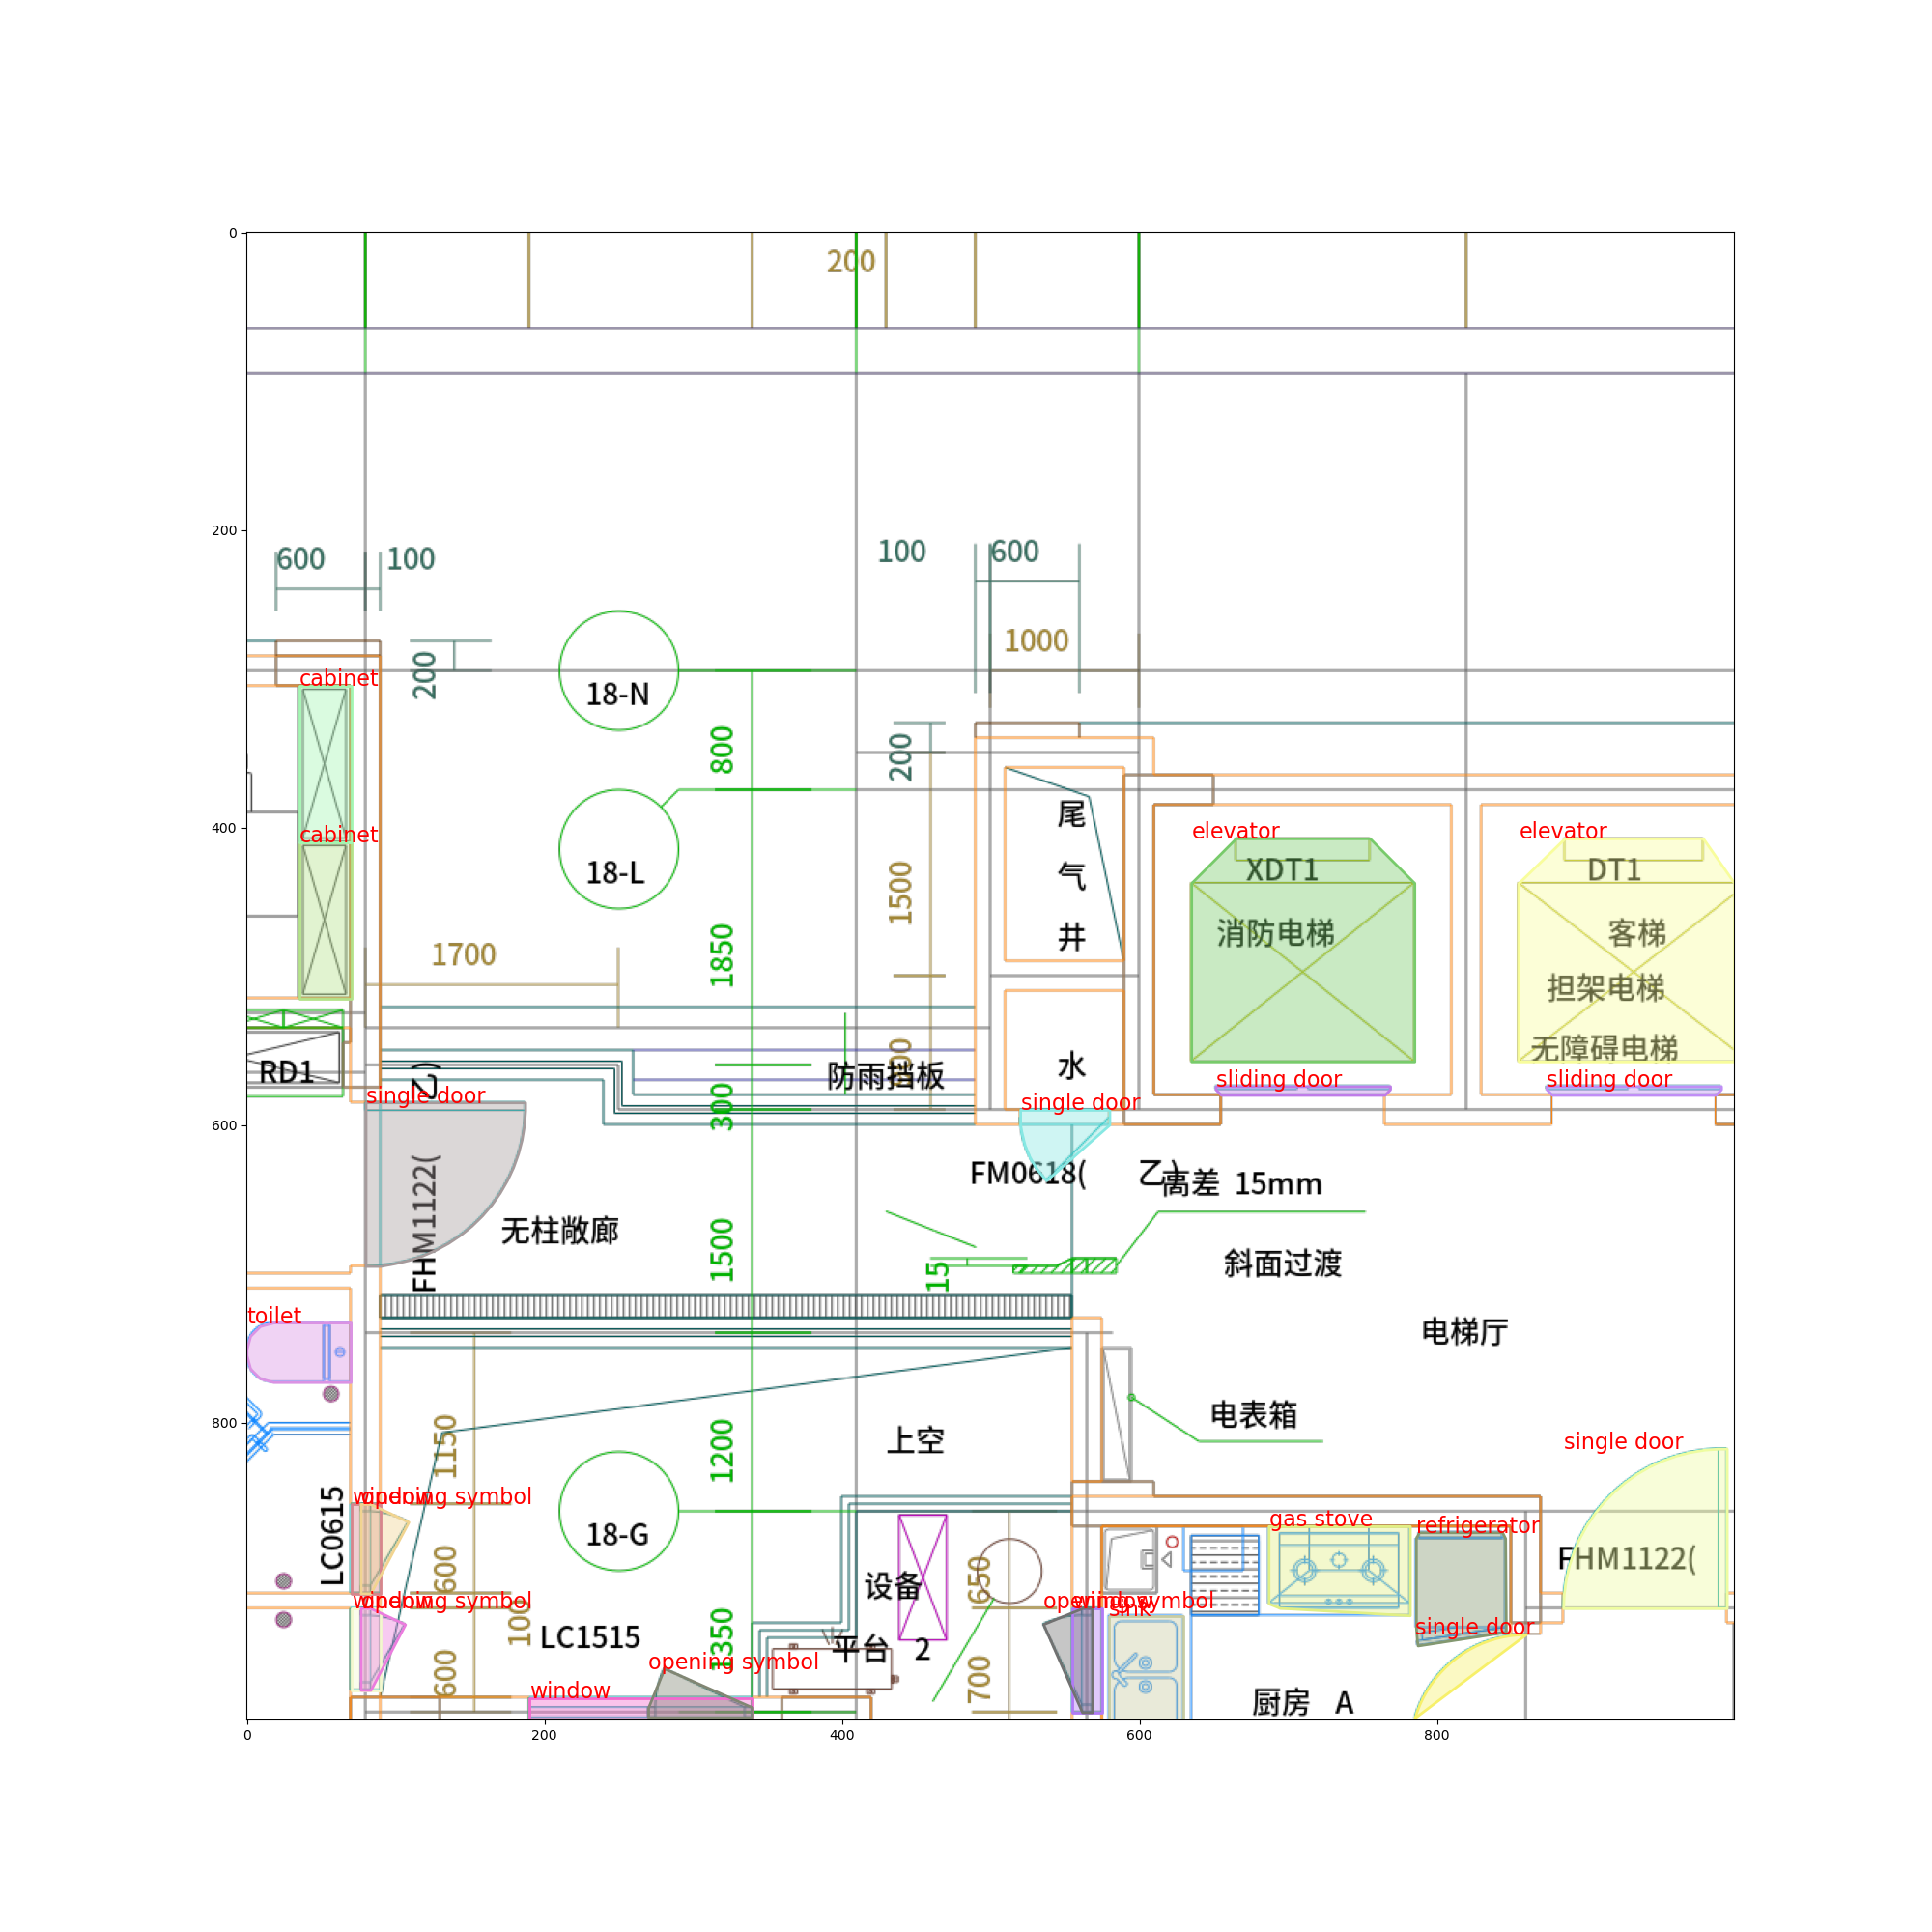 0
200
200
600
100
100
600
1000
200
18-N
cabinet
800
200
尾
400
cabinet
elevator
elevator
18-L
气
XDT1
DT1
1500
井
消防电梯
客梯
1700
1850
担架电梯
无障碍电梯
RD1
防雨挡板
水
sliding door
sliding door
乙)
single door
300
single door
600
FM0618(
乙)
高差 15mm
FHM1122(
无柱敞廊
1500
15
斜面过渡
toilet
电梯厅
电表箱
800
1150
上空
1200
single door
window
opening symbol
LC0615
18-G
gas stove
refrigerator
FHM1122(
600
设备
650
window
opening symbol
100
opening symbol
window
sink
LC1515
1350
平台 2
single door
opening symbol
600
700
window
厨房 A
0
200
400
600
800